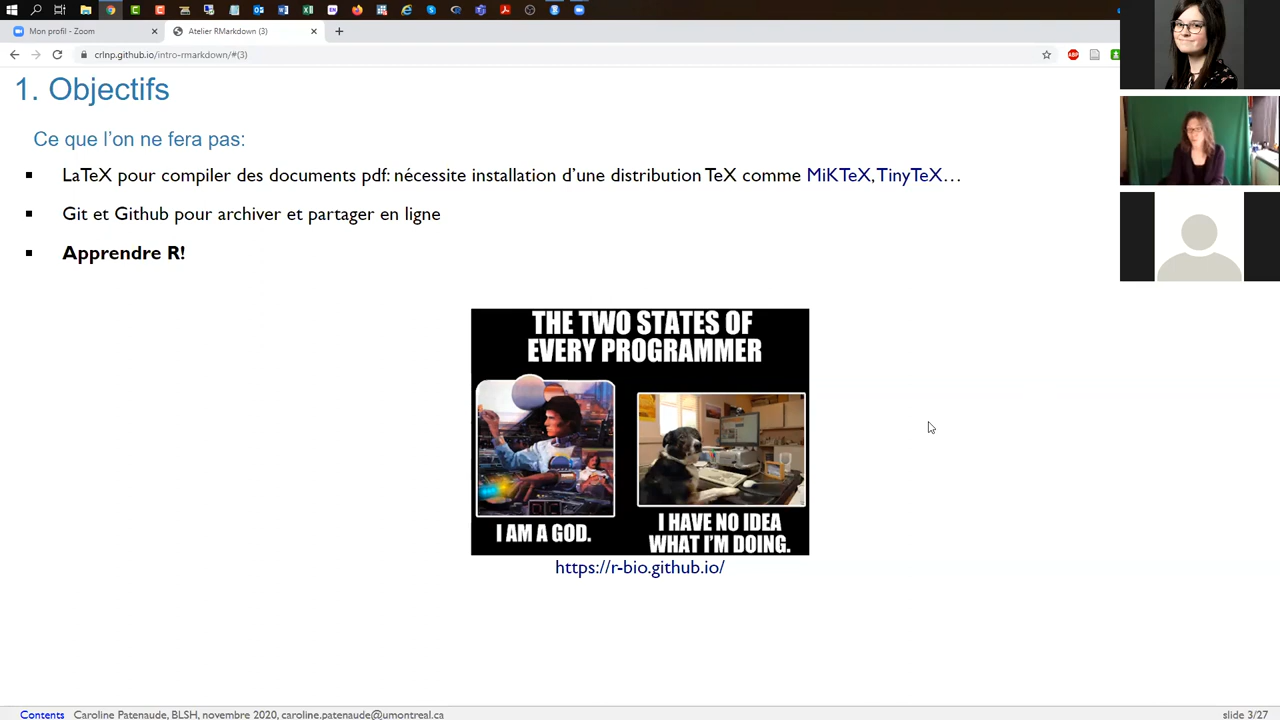 Mon profil - Zoom
Atelier RMarkdown (3)
crlnp.github.io/intro-rmarkdown/#(3)
ABP
1. Objectifs
Ce que l’on ne fera pas:
LaTeX pour compiler des documents pdf: nécessite installation d’une distribution TeX comme MiKTeX, TinyTeX…
Git et Github pour archiver et partager en ligne
Apprendre R!
THE TWO STATES OF
EVERY PROGRAMMER
I AM A GOD.
I HAVE NO IDEA
WHAT I'M DOING.
https://r-bio.github.io/
Contents Caroline Patenaude, BLSH, novembre 2020, caroline.patenaude@umontreal.ca
slide 3/27